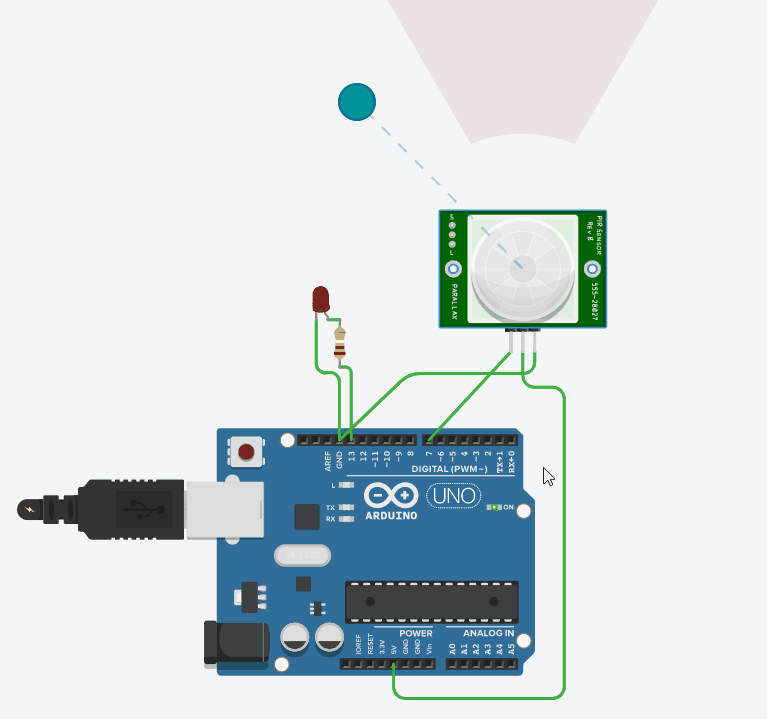 S
L
PIR SENSOR
REV B
PARALLAX
555-28027
AREF
GND
13
12
~11
~10
~9
8
7
~6
~5
4
~3
2
TX→1
RX←0
DIGITAL (PWM~)
L
TX
RX
ARDUINO
UNO
ON
POWER
ANALOG IN
IOREF
RESET
3.3V
5V
GND
GND
Vin
A0
A1
A2
A3
A4
A5